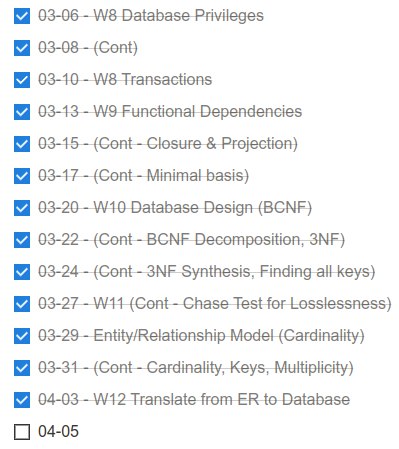 03-06 - W8 Database Privileges
03-08 - (Cont)
03-10 - W8 Transactions
03-13 - W9 Functional Dependencies
03-15 - (Cont - Closure & Projection)
03-17 - (Cont - Minimal basis)
03-20 - W10 Database Design (BCNF)
03-22 - (Cont - BCNF Decomposition, 3NF)
03-24 - (Cont - 3NF Synthesis, Finding all keys)
03-27 - W11 (Cont - Chase Test for Losslessness)
03-29 - Entity/Relationship Model (Cardinality)
03-31 - (Cont - Cardinality, Keys, Multiplicity)
04-03 - W12 Translate from ER to Database
04-05